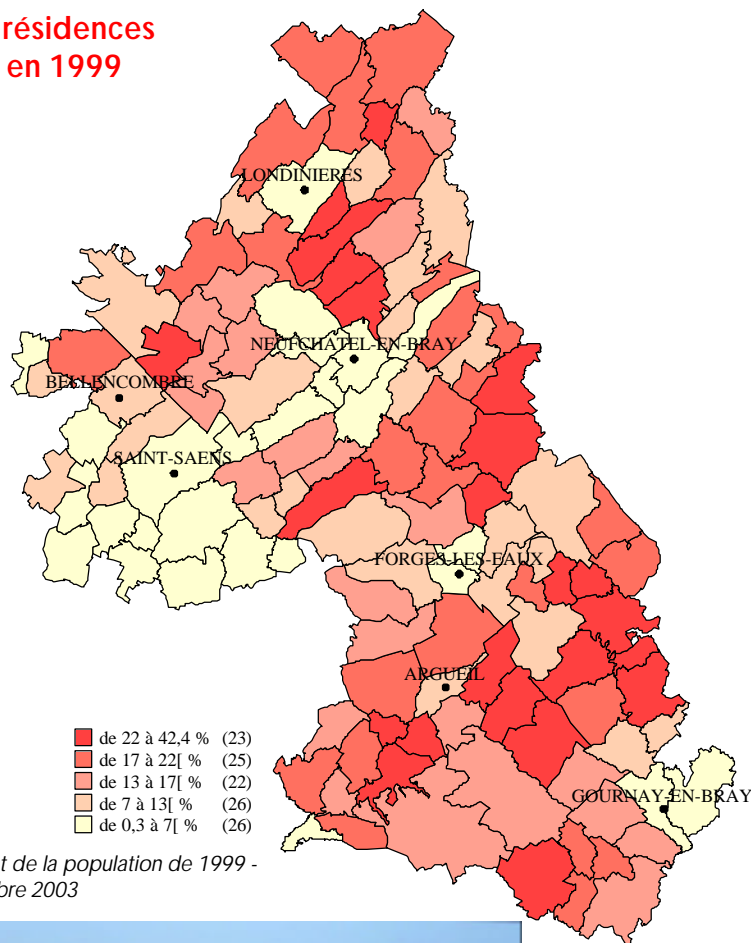 résidences
en 1999
LONDINIERES
NEUFCHATEL-EN-BRAY
BELLENCOMBRE
SAINT-SAENS
FORGES-LES-EAUX
ARGUEIL
GOURNAY-EN-BRAY
de 22 à 42,4 % (23)
de 17 à 22[ % (25)
de 13 à 17[ % (22)
de 7 à 13[ % (26)
de 0,3 à 7[ % (26)
t de la population de 1999 -
bre 2003